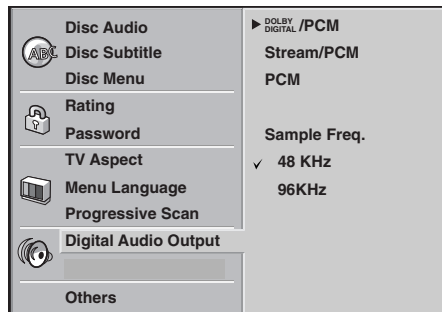 Disc Audio
ABC
Disc Subtitle
Disc Menu
Rating
Password
TV Aspect
Menu Language
Progressive Scan
Digital Audio Output
Others
DOLBY DIGITAL /PCM
Stream/PCM
PCM
Sample Freq.
48 KHz
96KHz